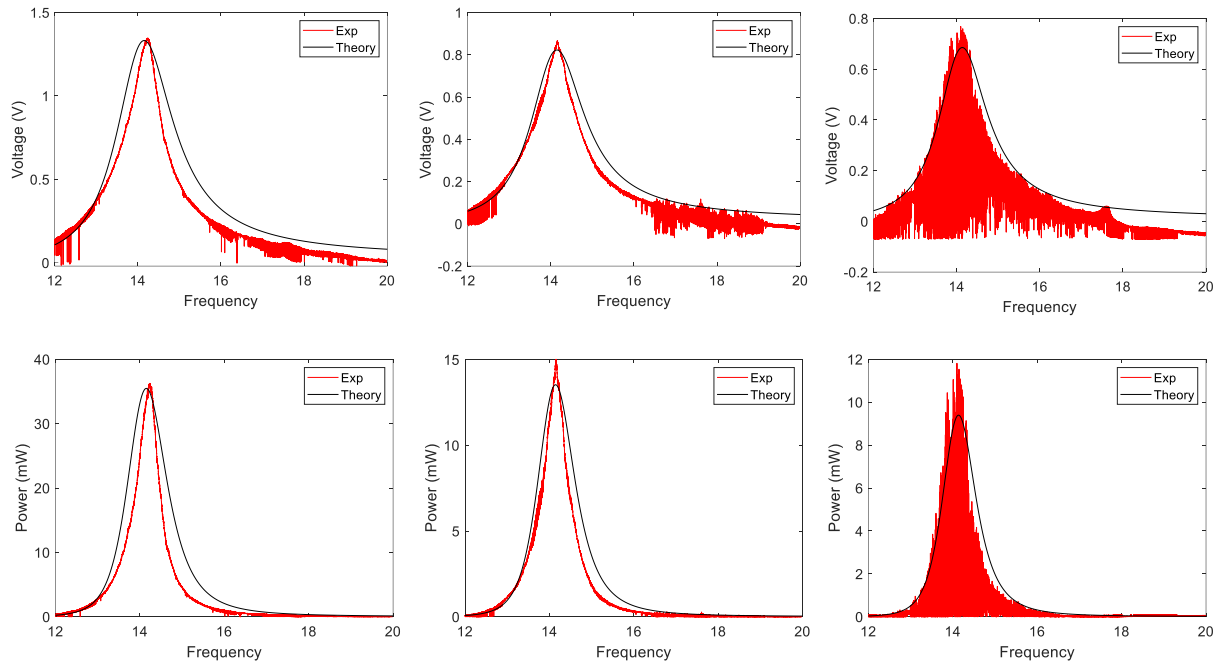 1.5
1
0.5
0
Voltage (V)
12
14
16
18
20
Frequency
Exp
Theory
1
0.8
0.6
0.4
0.2
0
-0.2
Voltage (V)
12
14
16
18
20
Frequency
Exp
Theory
0.8
0.6
0.4
0.2
0
-0.2
Voltage (V)
12
14
16
18
20
Frequency
Exp
Theory
40
30
20
10
0
Power (mW)
12
14
16
18
20
Frequency
Exp
Theory
15
10
5
0
Power (mW)
12
14
16
18
20
Frequency
Exp
Theory
12
10
8
6
4
2
0
Power (mW)
12
14
16
18
20
Frequency
Exp
Theory